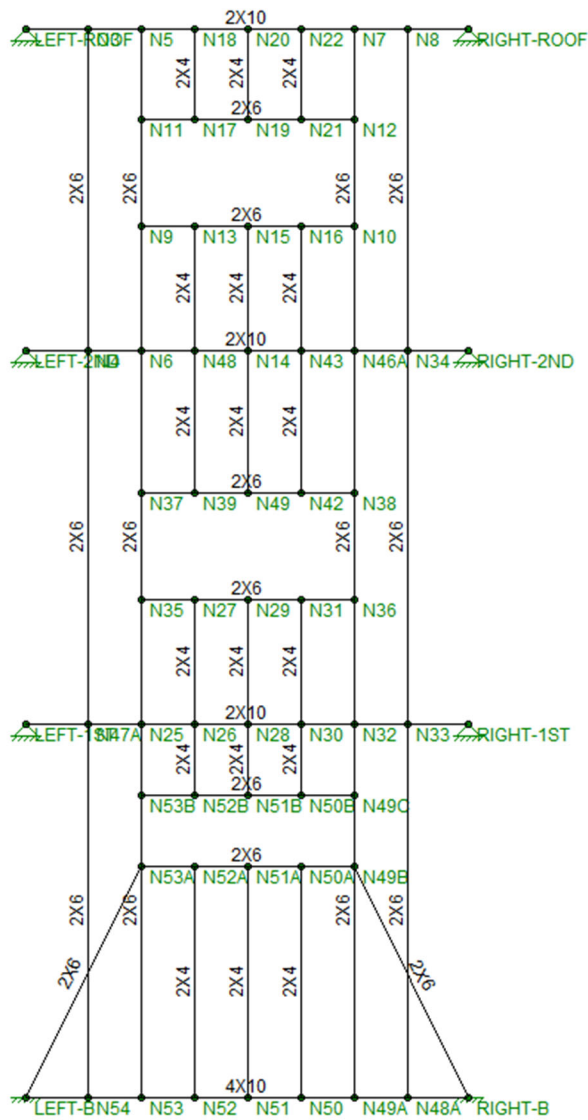 2X10
LEFT-ROOF N3 N5 N18 N20 N22 N7 N8 RIGHT-ROOF
2X4 2X4 2X4
2X6
N11 N17 N19 N21 N12
2X6 2X6 2X6 2X6
2X6
N9 N13 N15 N16 N10
2X4 2X4 2X4
2X10
LEFT-2ND N4 N6 N48 N14 N43 N46A N34 RIGHT-2ND
2X4 2X4 2X4
2X6
N37 N39 N49 N42 N38
2X6 2X6 2X6 2X6
2X6
N35 N27 N29 N31 N36
2X4 2X4 2X4
2X10
LEFT-1ST N47A N25 N26 N28 N30 N32 N33 RIGHT-1ST
2X4 2X4 2X4
2X6
N53B N52B N51B N50B N49C
2X6
N53A N52A N51A N50A N49B
2X6 2X6 2X6 2X6
2X6 2X4 2X4 2X4 2X6
4X10
LEFT-B N54 N53 N52 N51 N50 N49A N48A RIGHT-B